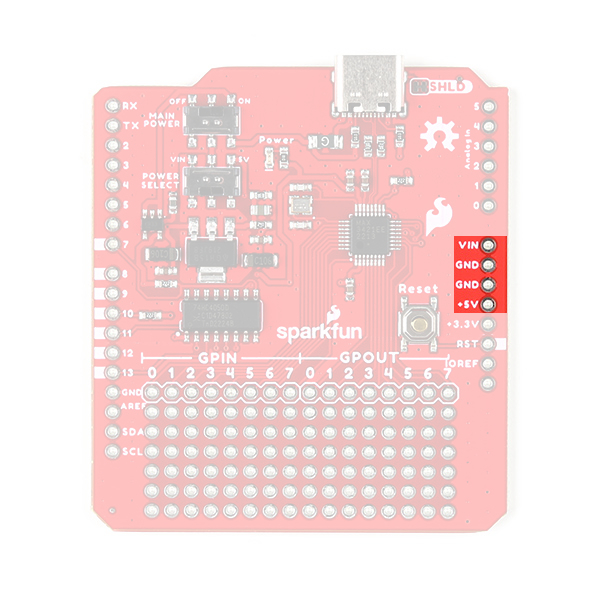 SHLD
OFF ON
MAIN
POWER
Power
VIN 5V
POWER
SELECT
RX
TX
2
3
4
5
6
7
8
9
10
11
12
13
GND
AREF
SDA
SCL
5
4
3
2
1
0
Analog In
VIN
GND
GND
+5V
+3.3V
RST
IOREF
Reset
sparkfun
GPIN GPOUT
0 1 2 3 4 5 6 7 0 1 2 3 4 5 6 7